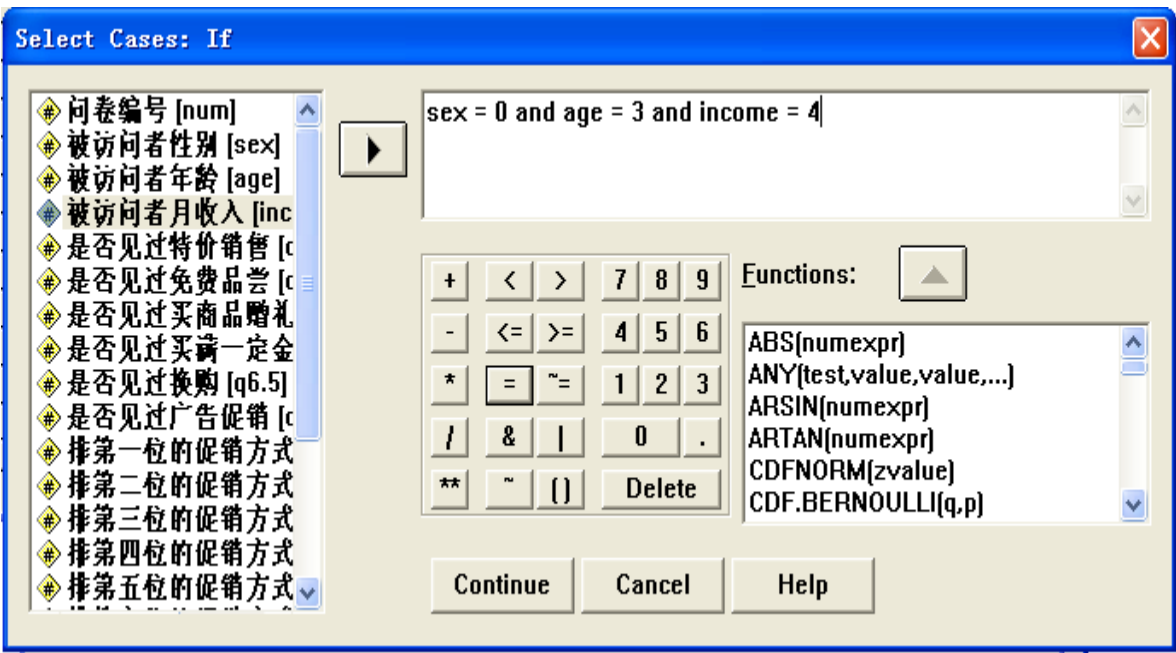 Select Cases: If
问卷编号 [num]
被访问者性别 [sex]
被访问者年龄 [age]
被访问者月收入 [inc
是否见过特价销售 [q
是否见过免费品尝 [q
是否见过买商品赠礼
是否见过买满一定金
是否见过换购 [q6.5]
是否见过广告促销 [q
排第一位的促销方式
排第二位的促销方式
排第三位的促销方式
排第四位的促销方式
排第五位的促销方式
sex = 0 and age = 3 and income = 4
+ < > 7 8 9
- <= >= 4 5 6
* = ~= 1 2 3
/ & | 0 .
** ~ () Delete
Functions:
ABS(numexpr)
ANY(test,value,value,...)
ARSIN(numexpr)
ARTAN(numexpr)
CDFNORM(zvalue)
CDF.BERNOULLI(q,p)
Continue Cancel Help